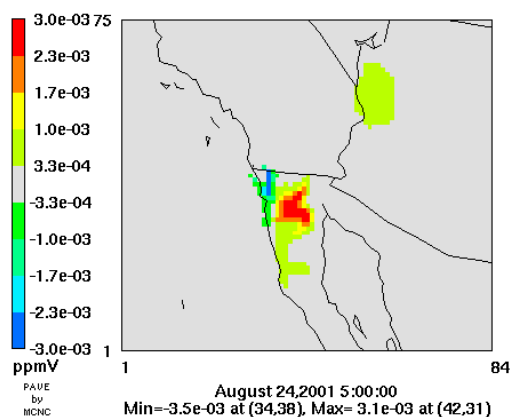 3.0e-03
2.3e-03
1.7e-03
1.0e-03
3.3e-04
-3.3e-04
-1.0e-03
-1.7e-03
-2.3e-03
-3.0e-03
ppmV
PAVE
by
MCNC
75
1
1
84
August 24,2001 5:00:00
Min=-3.5e-03 at (34,38), Max= 3.1e-03 at (42,31)